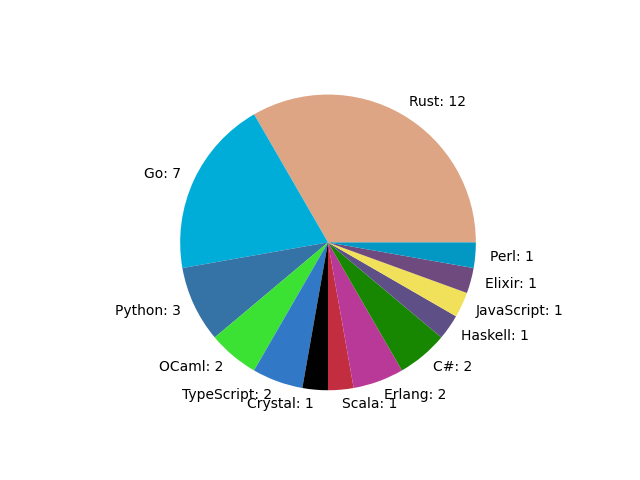 Rust: 12
Go: 7
Python: 3
OCaml: 2
TypeScript: 2
Crystal: 1
Scala: 1
Erlang: 2
C#: 2
Haskell: 1
JavaScript: 1
Elixir: 1
Perl: 1